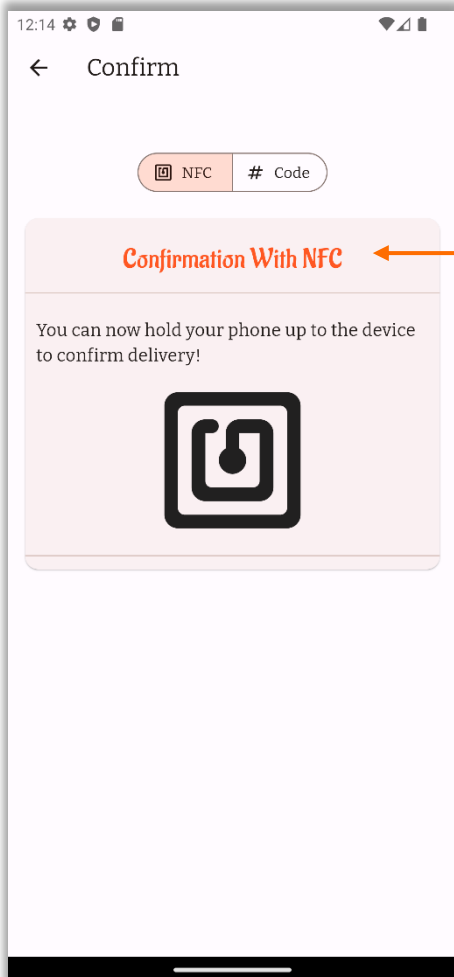 12:14
Confirm
NFC
# Code
Confirmation With NFC
You can now hold your phone up to the device
to confirm delivery!